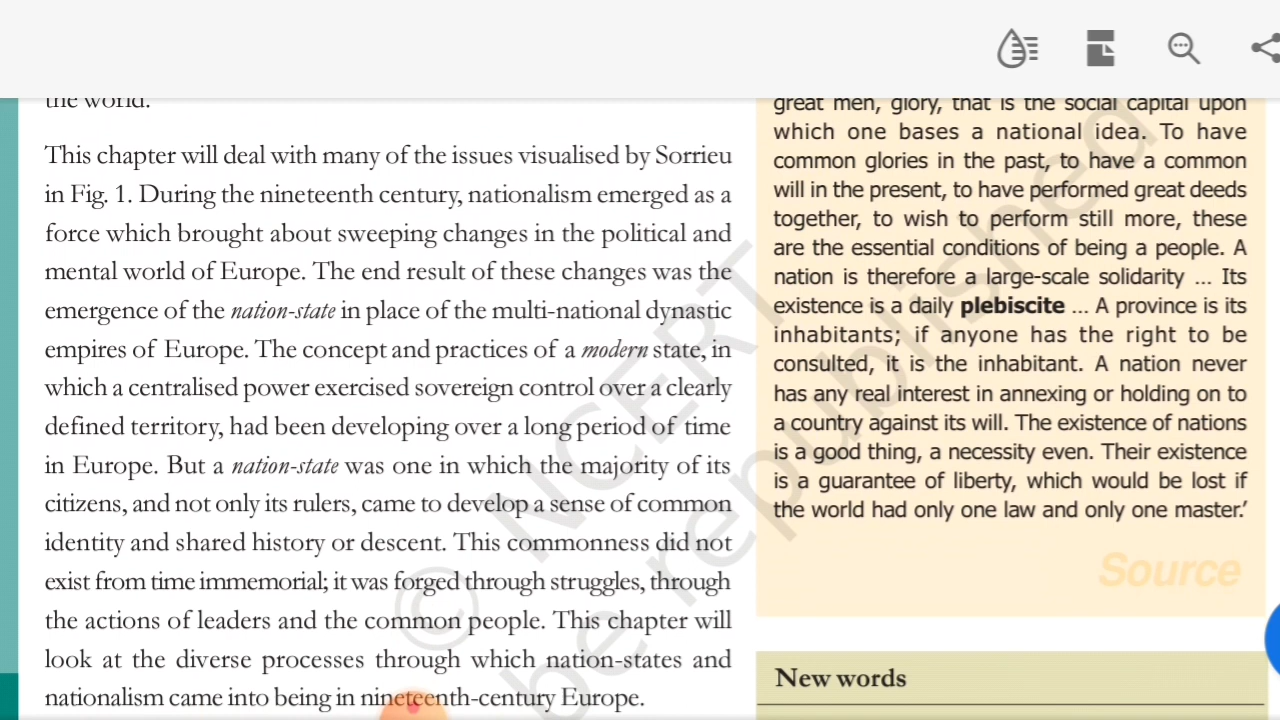 the world.
This chapter will deal with many of the issues visualised by Sorrieu
in Fig. 1. During the nineteenth century, nationalism emerged as a
force which brought about sweeping changes in the political and
mental world of Europe. The end result of these changes was the
emergence of the nation-state in place of the multi-national dynastic
empires of Europe. The concept and practices of a modern state, in
which a centralised power exercised sovereign control over a clearly
defined territory, had been developing over a long period of time
in Europe. But a nation-state was one in which the majority of its
citizens, and not only its rulers, came to develop a sense of common
identity and shared history or descent. This commonness did not
exist from time immemorial; it was forged through struggles, through
the actions of leaders and the common people. This chapter will
look at the diverse processes through which nation-states and
nationalism came into being in nineteenth-century Europe.
great men, glory, that is the social capital upon
which one bases a national idea. To have
common glories in the past, to have a common
will in the present, to have performed great deeds
together, to wish to perform still more, these
are the essential conditions of being a people. A
nation is therefore a large-scale solidarity ... Its
existence is a daily plebiscite ... A province is its
inhabitants; if anyone has the right to be
consulted, it is the inhabitant. A nation never
has any real interest in annexing or holding on to
a country against its will. The existence of nations
is a good thing, a necessity even. Their existence
is a guarantee of liberty, which would be lost if
the world had only one law and only one master.’
Source
New words
© NCERT
be republished